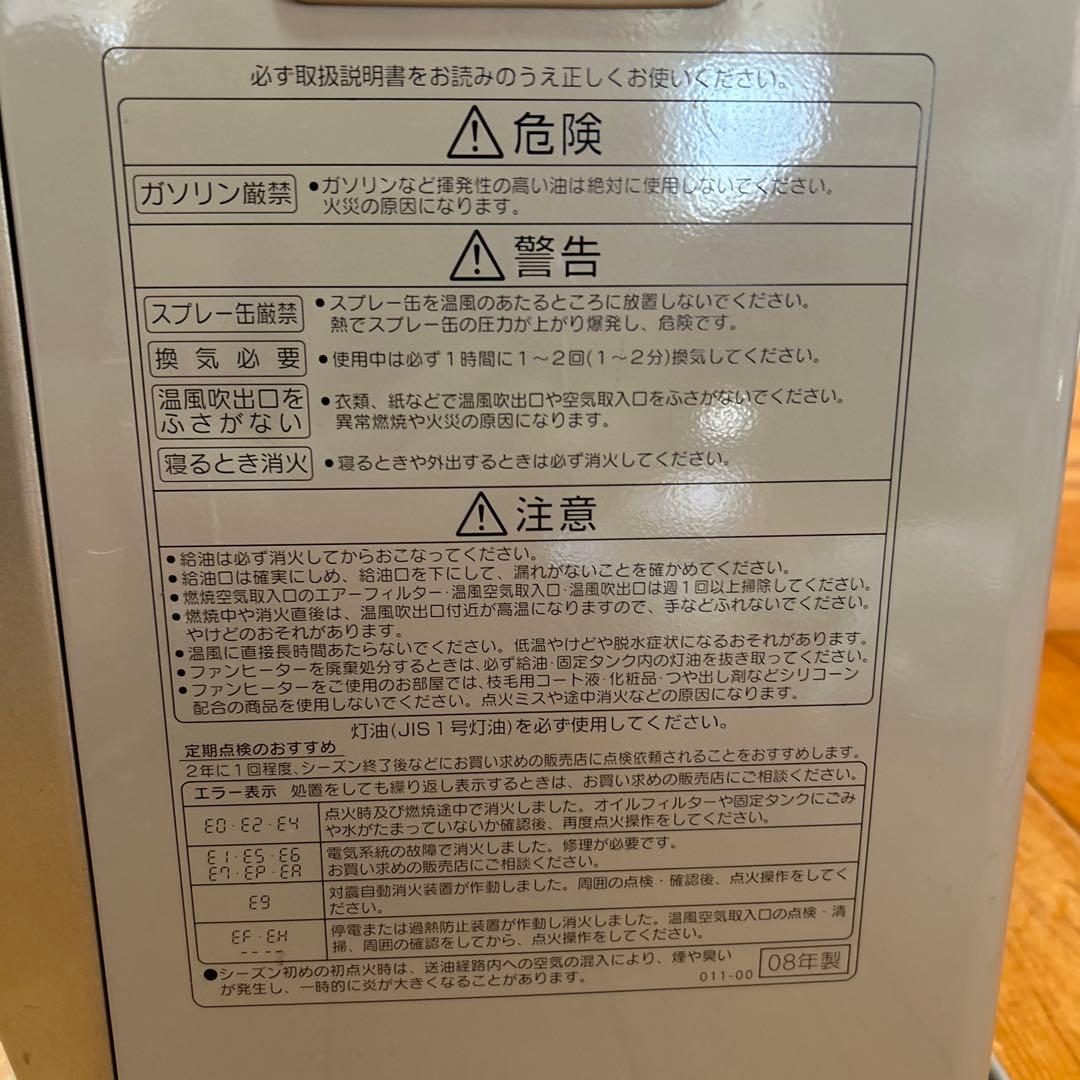 必ず取扱説明書をお読みのうえ正しくお使いください。
危険
ガソリン厳禁
●ガソリンなど揮発性の高い油は絶対に使用しないでください。
火災の原因になります。
警告
スプレー缶厳禁
●スプレー缶を温風のあたるところに放置しないでください。
熱でスプレー缶の圧力が上がり爆発し、危険です。
換気必要
●使用中は必ず1時間に1〜2回(1〜2分)換気してください。
温風吹出口を
ふさがない
●衣類、紙などで温風吹出口や空気取入口をふさがないでください。
異常燃焼や火災の原因になります。
寝るとき消火
●寝るときや外出するときは必ず消火してください。
注意
●給油は必ず消火してからおこなってください。
●給油口は確実にしめ、給油口を下にして、漏れがないことを確かめてください。
●燃焼空気取入口のエアーフィルター・温風空気取入口・温風吹出口は週1回以上掃除してください。
●燃焼中や消火直後は、温風吹出口付近が高温になりますので、手などふれないでください。
やけどのおそれがあります。
●温風に直接長時間あたらないでください。低温やけどや脱水症状になるおそれがあります。
●ファンヒーターを廃棄処分するときは、必ず給油・固定タンク内の灯油を抜き取ってください。
●ファンヒーターをご使用のお部屋では、枝毛用コート液・化粧品・つや出し剤などシリコーン
配合の商品を使用しないでください。点火ミスや途中消火などの原因になります。
灯油(JIS1号灯油)を必ず使用してください。
定期点検のおすすめ
2年に1回程度、シーズン終了後などにお買い求めの販売店に点検依頼されることをおすすめします。
エラー表示 処置をしても繰り返し表示するときは、お買い求めの販売店にご相談ください。
E0・E2・E4
点火時及び燃焼途中で消火しました。オイルフィルターや固定タンクにごみ
や水がたまっていないか確認後、再度点火操作をしてください。
E1・E5・E6
E7・EP・EA
電気系統の故障で消火しました。修理が必要です。
お買い求めの販売店にご相談ください。
E9
対震自動消火装置が作動しました。周囲の点検・確認後、点火操作をしてく
ださい。
EF・EH
----
停電または過熱防止装置が作動し消火しました。温風空気取入口の点検・清
掃、周囲の確認をしてから、点火操作をしてください。
●シーズン初めの初点火時は、送油経路内への空気の混入により、煙や臭い
が発生し、一時的に炎が大きくなることがあります。
011-00
08年製